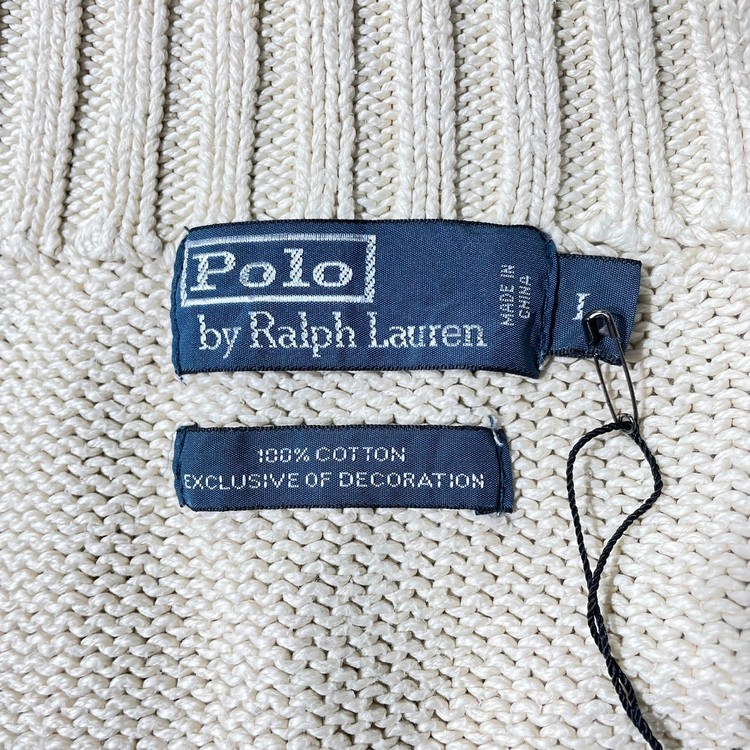 Polo
by Ralph Lauren
MADE IN
CHINA
L
100% COTTON
EXCLUSIVE OF DECORATION